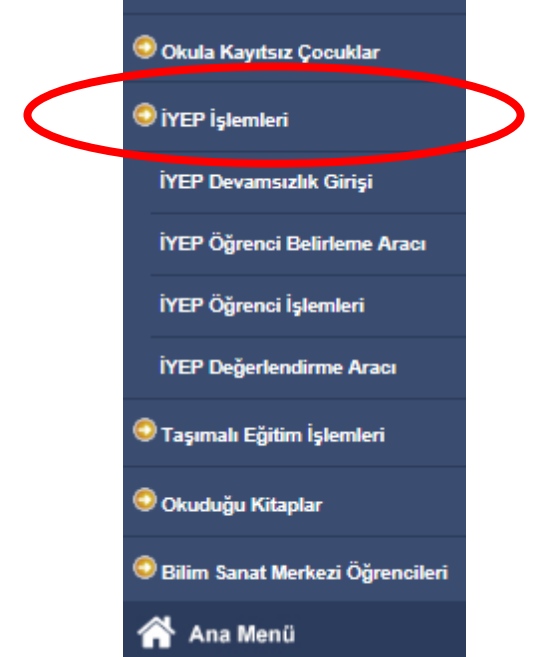 Okula Kayıtsız Çocuklar
İYEP İşlemleri
İYEP Devamsızlık Girişi
İYEP Öğrenci Belirleme Aracı
İYEP Öğrenci İşlemleri
İYEP Değerlendirme Aracı
Taşımalı Eğitim İşlemleri
Okuduğu Kitaplar
Bilim Sanat Merkezi Öğrencileri
Ana Menü